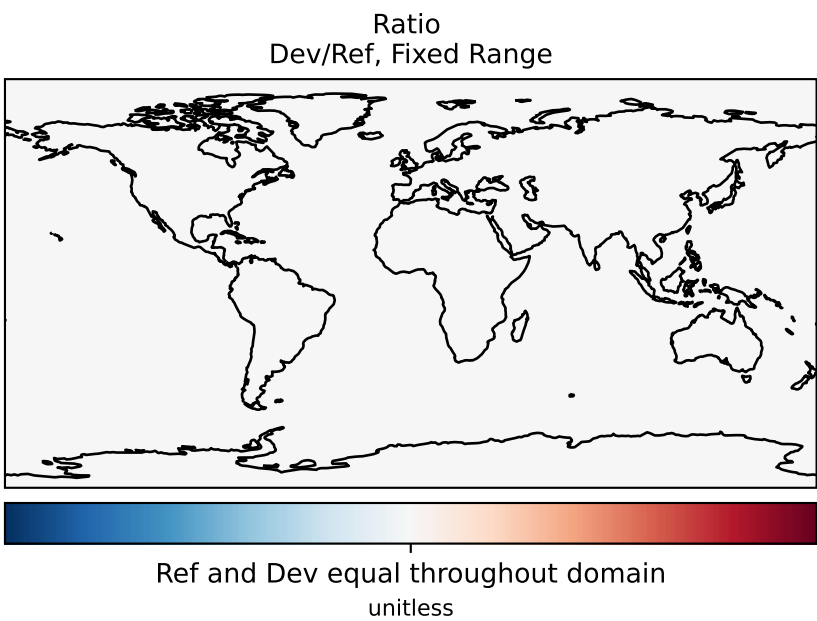 Ratio
Dev/Ref, Fixed Range
Ref and Dev equal throughout domain
unitless